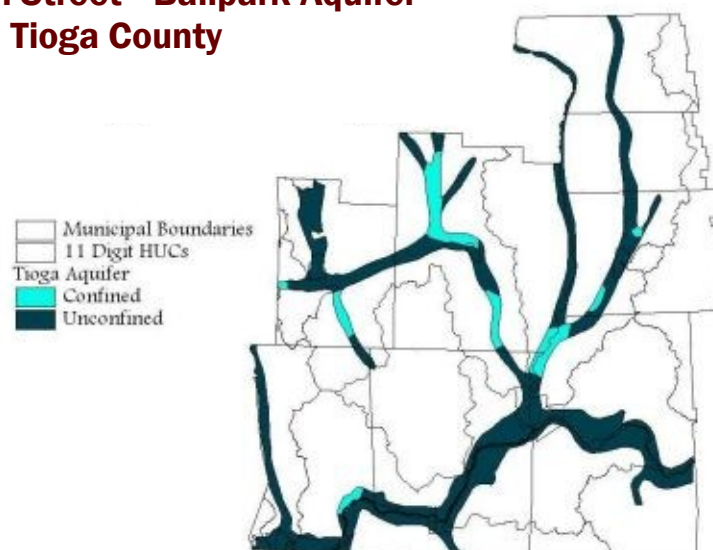 Street - Ballpark Aquifer
Tioga County
Municipal Boundaries
11 Digit HUCs
Tioga Aquifer
Confined
Unconfined